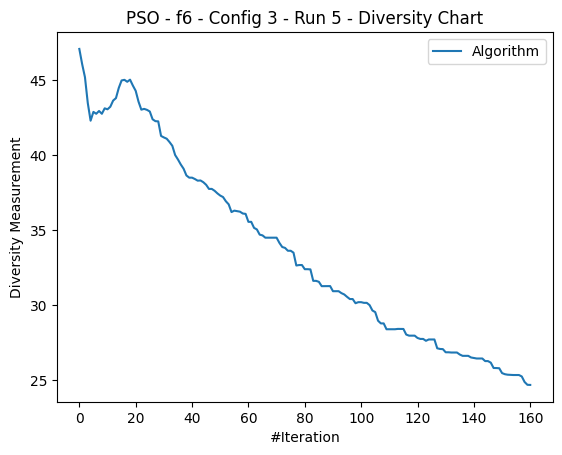 PSO - f6 - Config 3 - Run 5 - Diversity Chart
Algorithm
Diversity Measurement
45
40
35
30
25
0 20 40 60 80 100 120 140 160
#Iteration